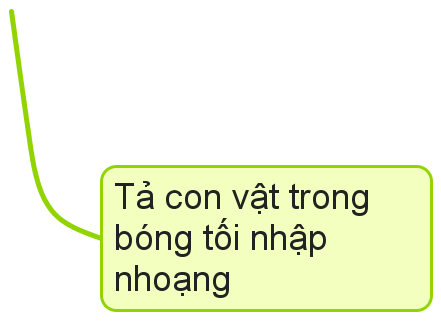 Tả con vật trong
bóng tối nhập
nhoạng